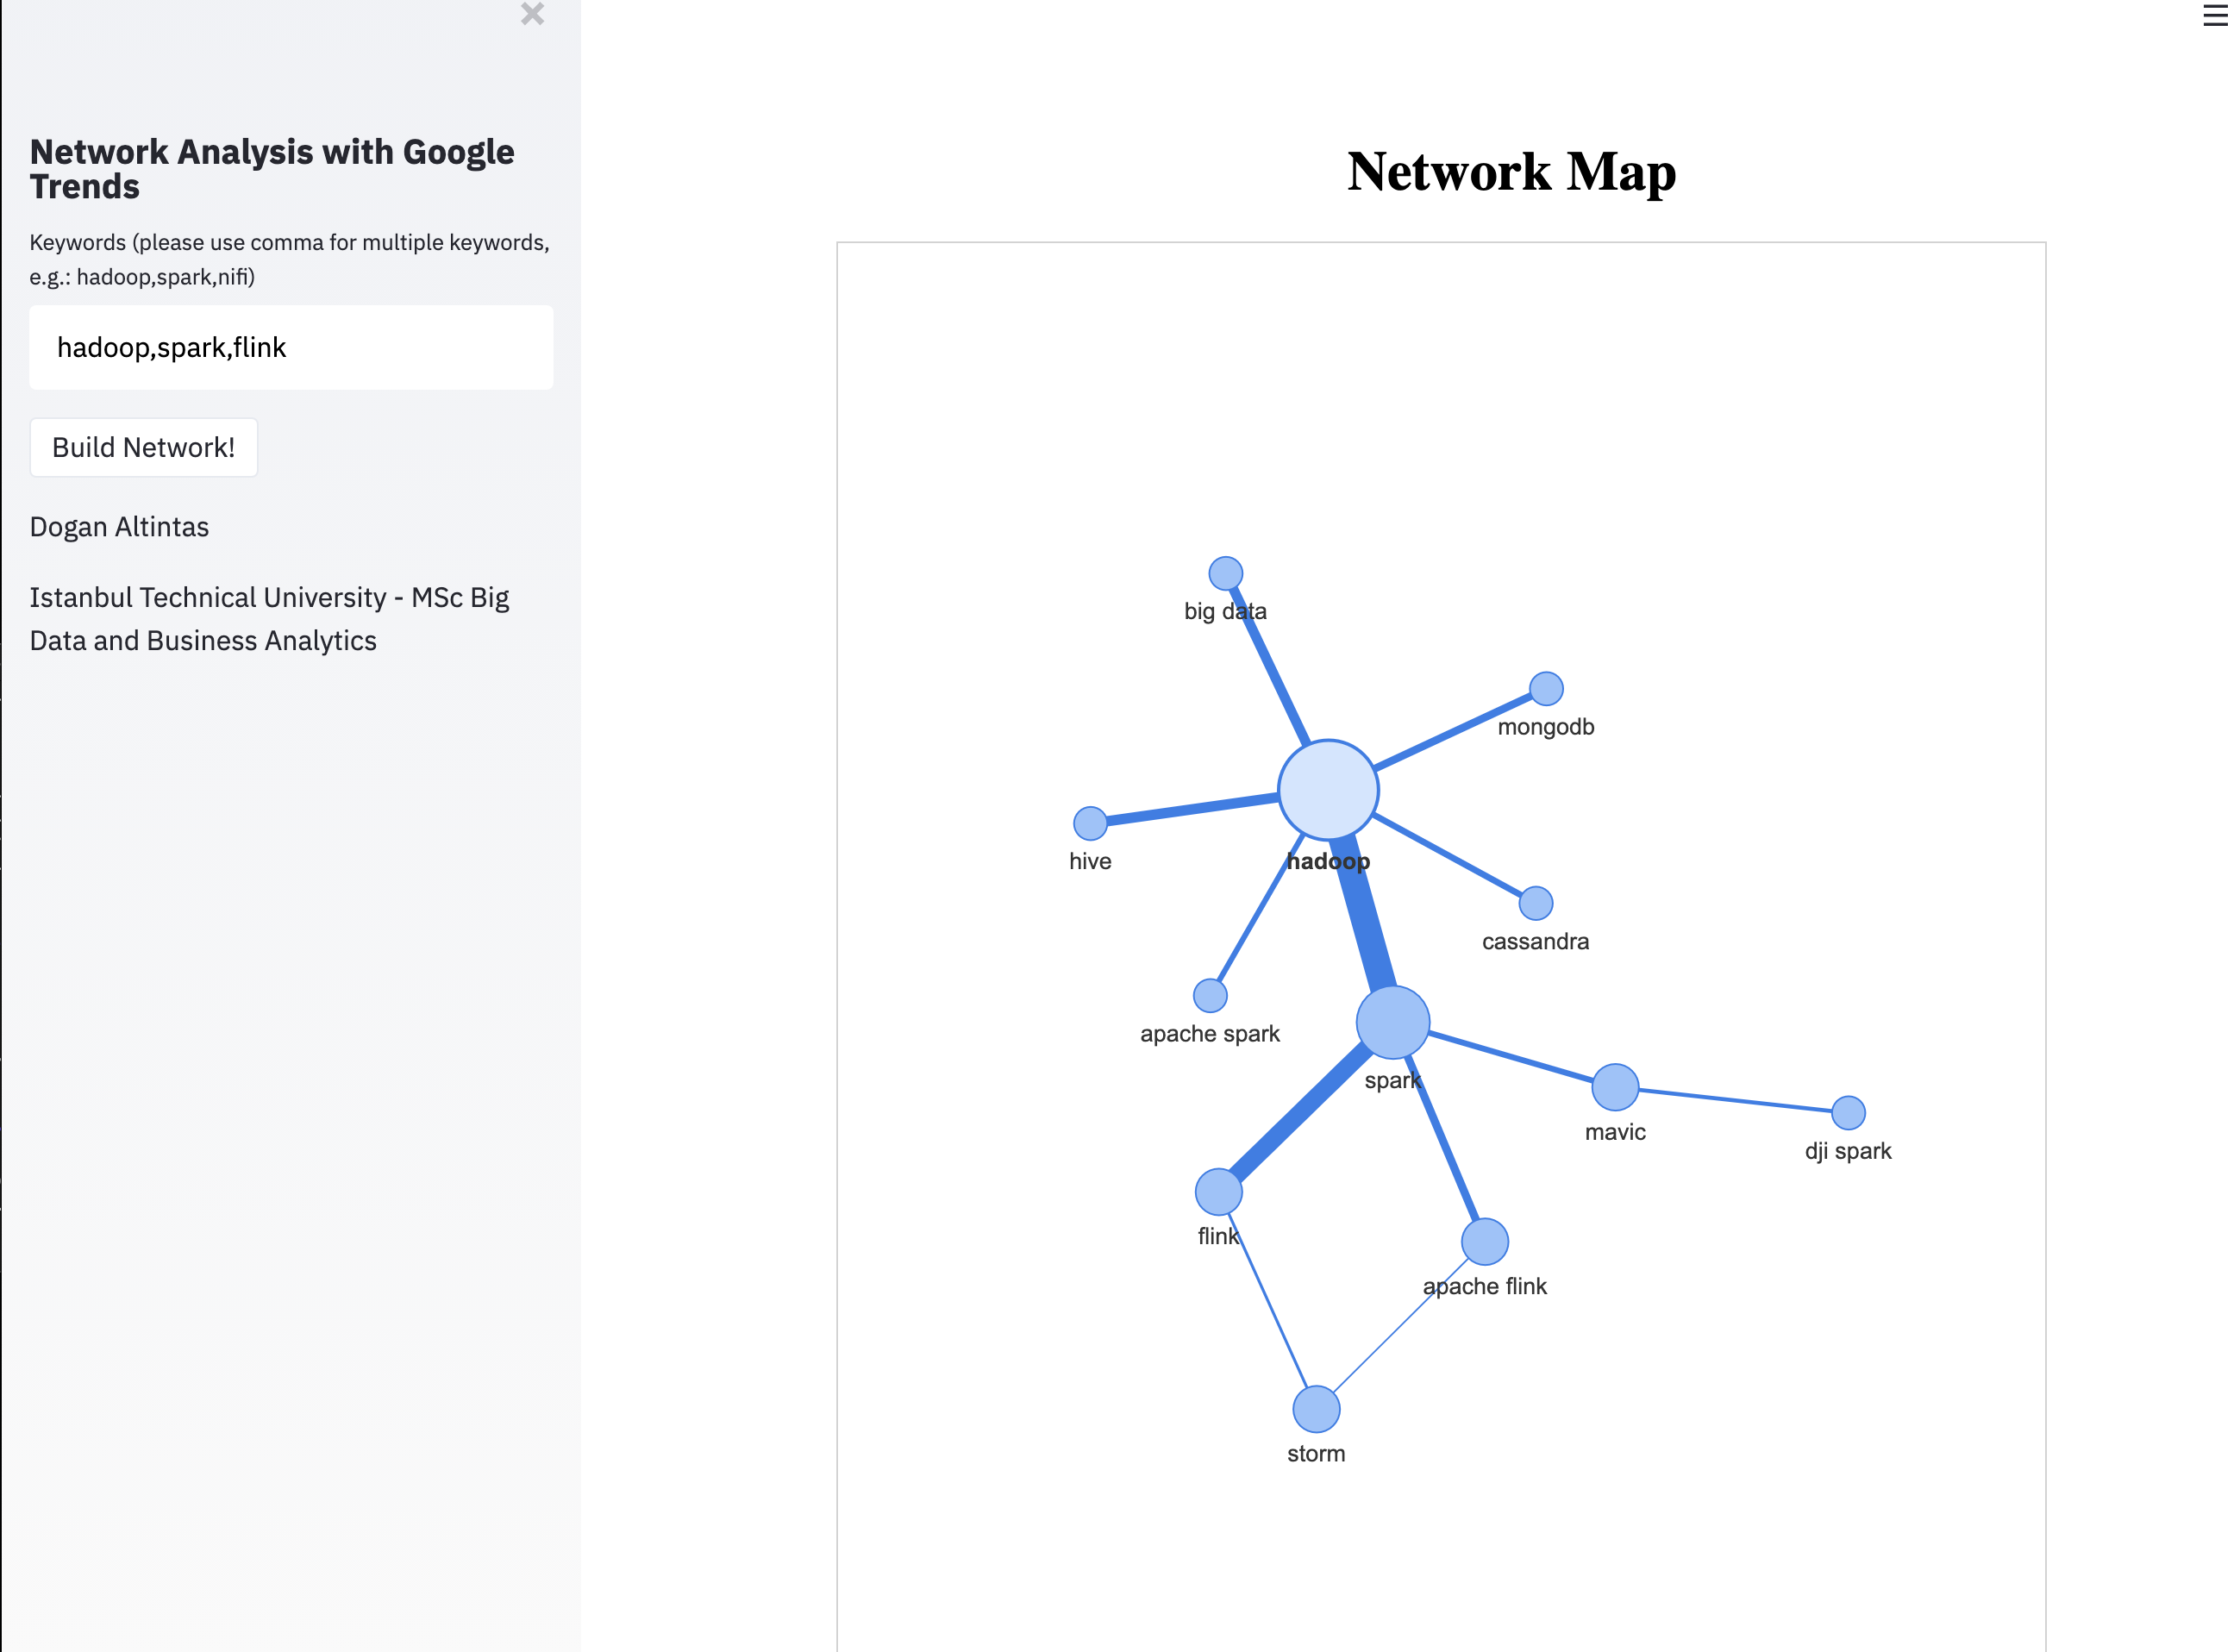 Network Analysis with Google
Trends
Keywords (please use comma for multiple keywords,
e.g.: hadoop,spark,nifi)
hadoop,spark,flink
Build Network!
Dogan Altintas
Istanbul Technical University - MSc Big
Data and Business Analytics
Network Map
big data
mongodb
hive
hadoop
cassandra
apache spark
spark
mavic
dji spark
flink
apache flink
storm